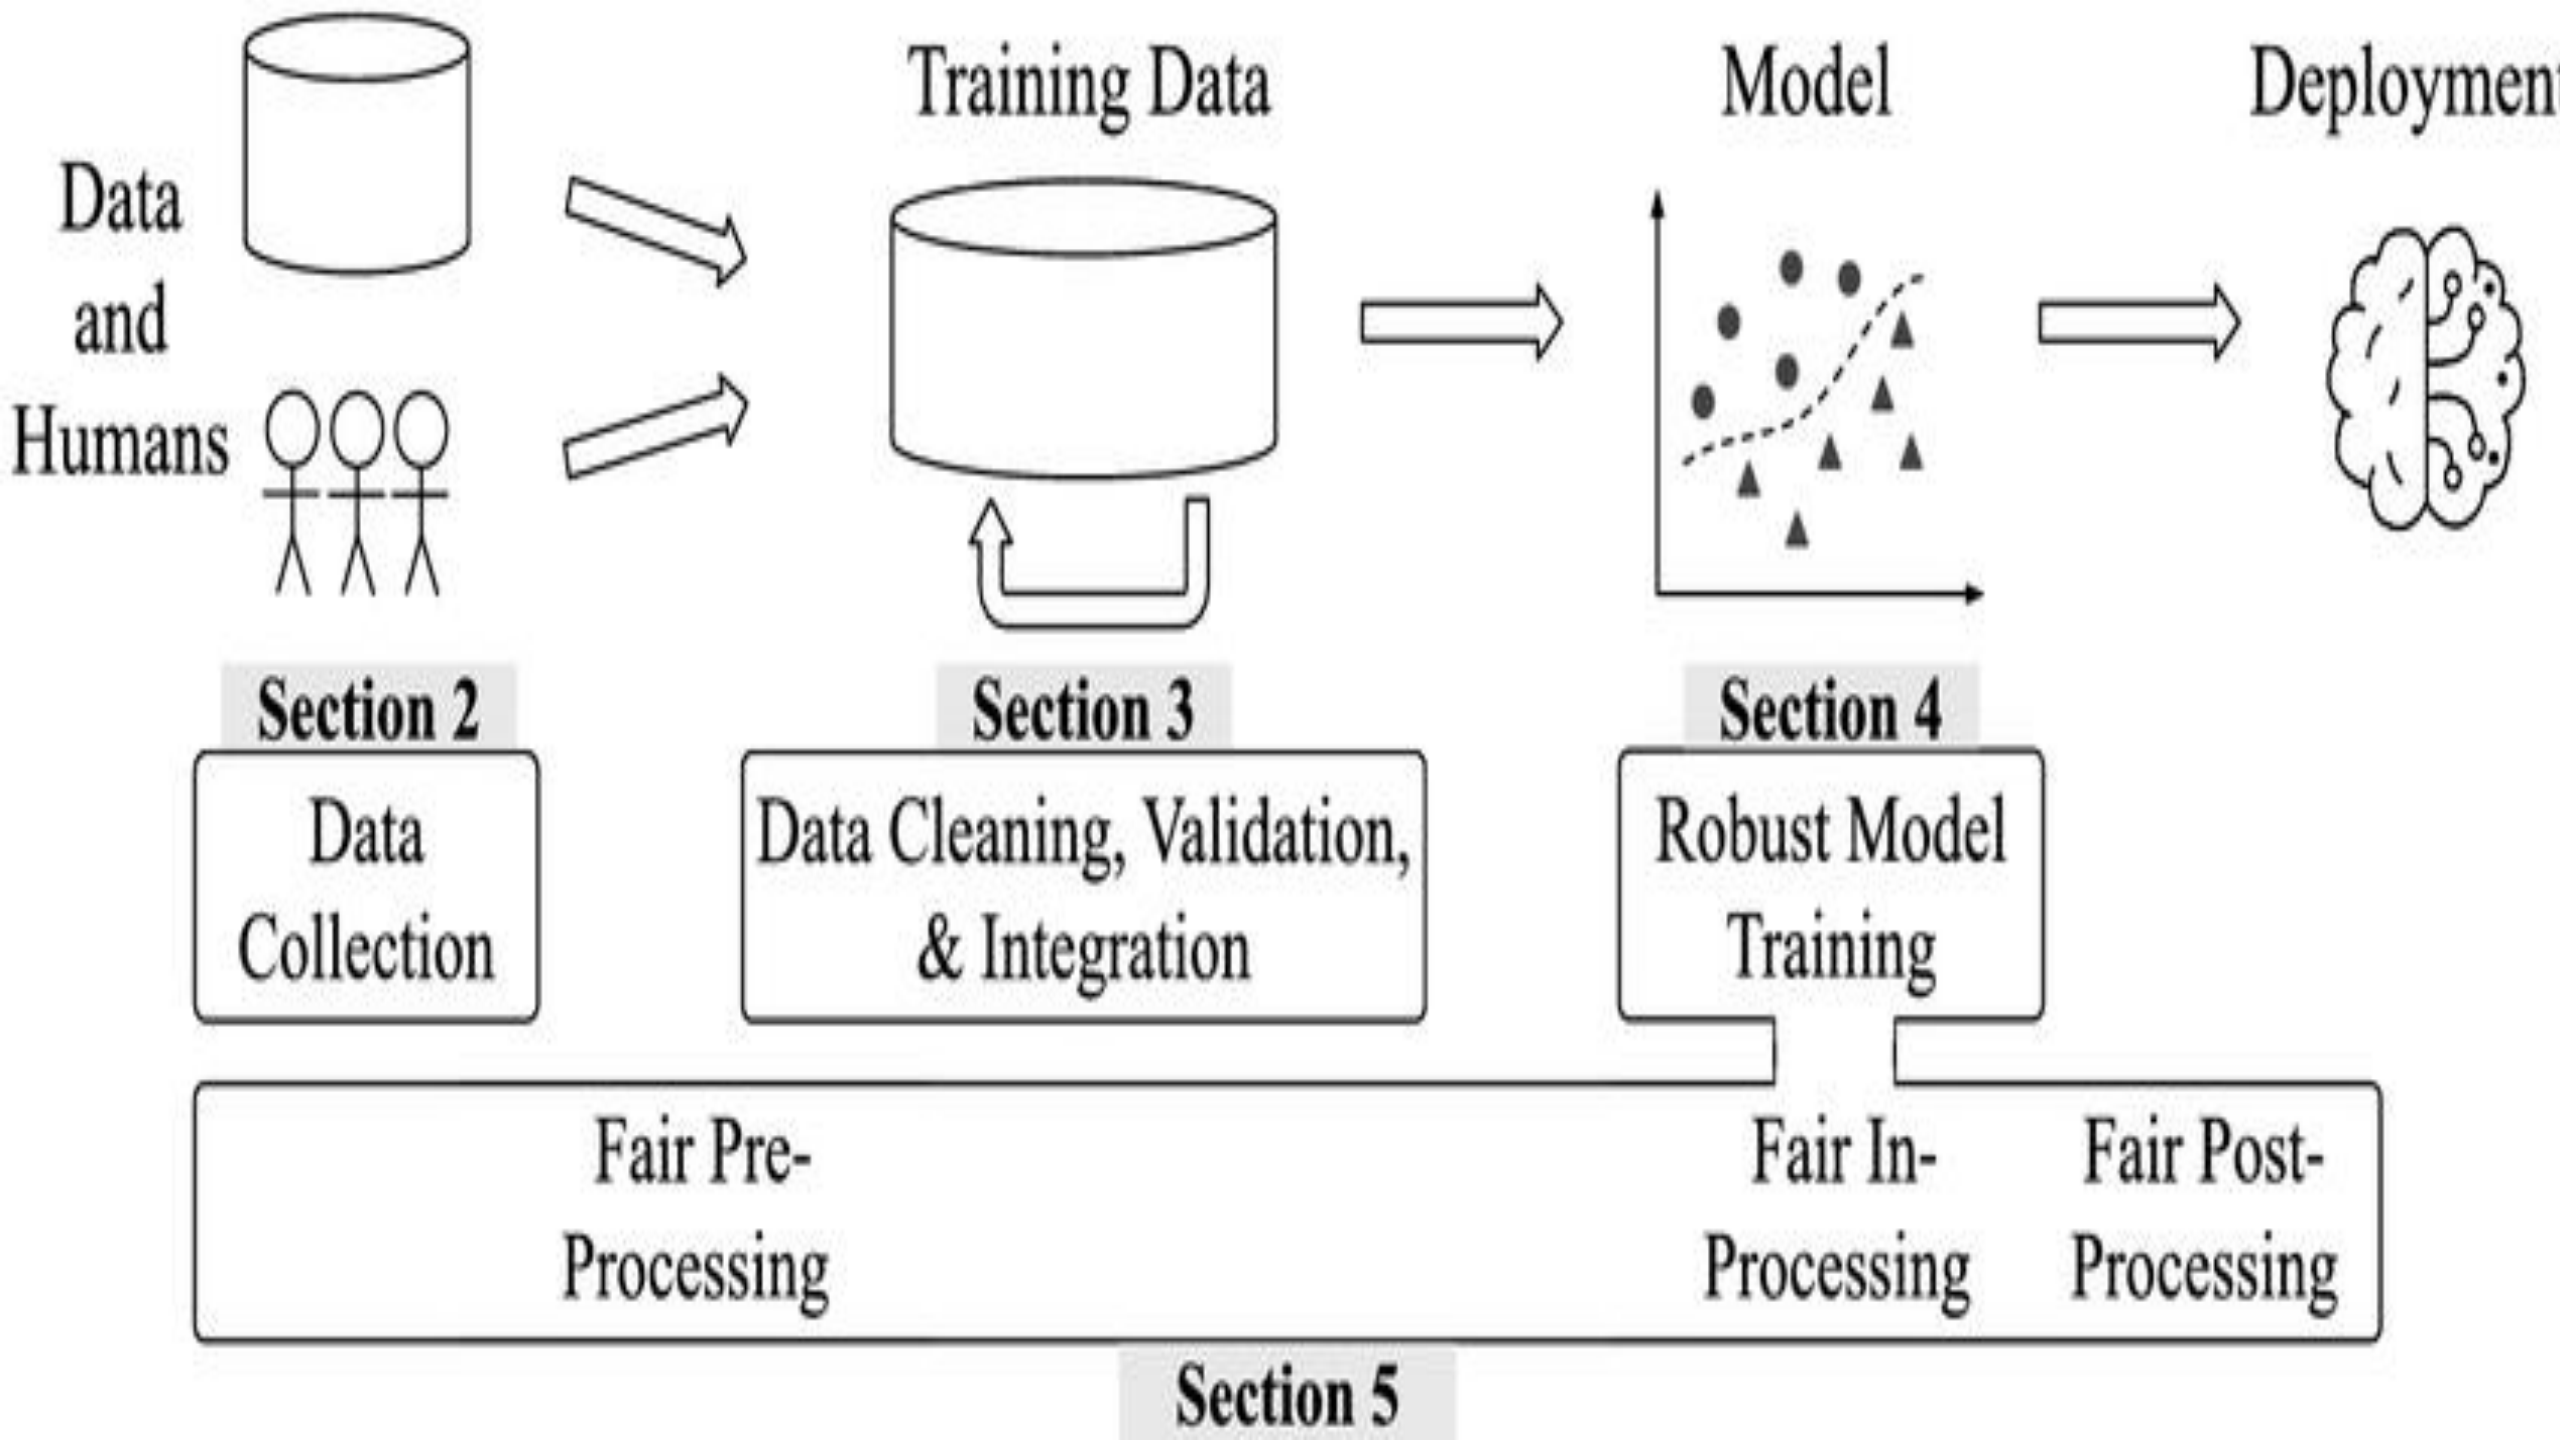 Data
and
Humans
Training Data
Model
Deployment
Section 2
Data
Collection
Section 3
Data Cleaning, Validation,
& Integration
Section 4
Robust Model
Training
Fair Pre-
Processing
Fair In-
Processing
Fair Post-
Processing
Section 5